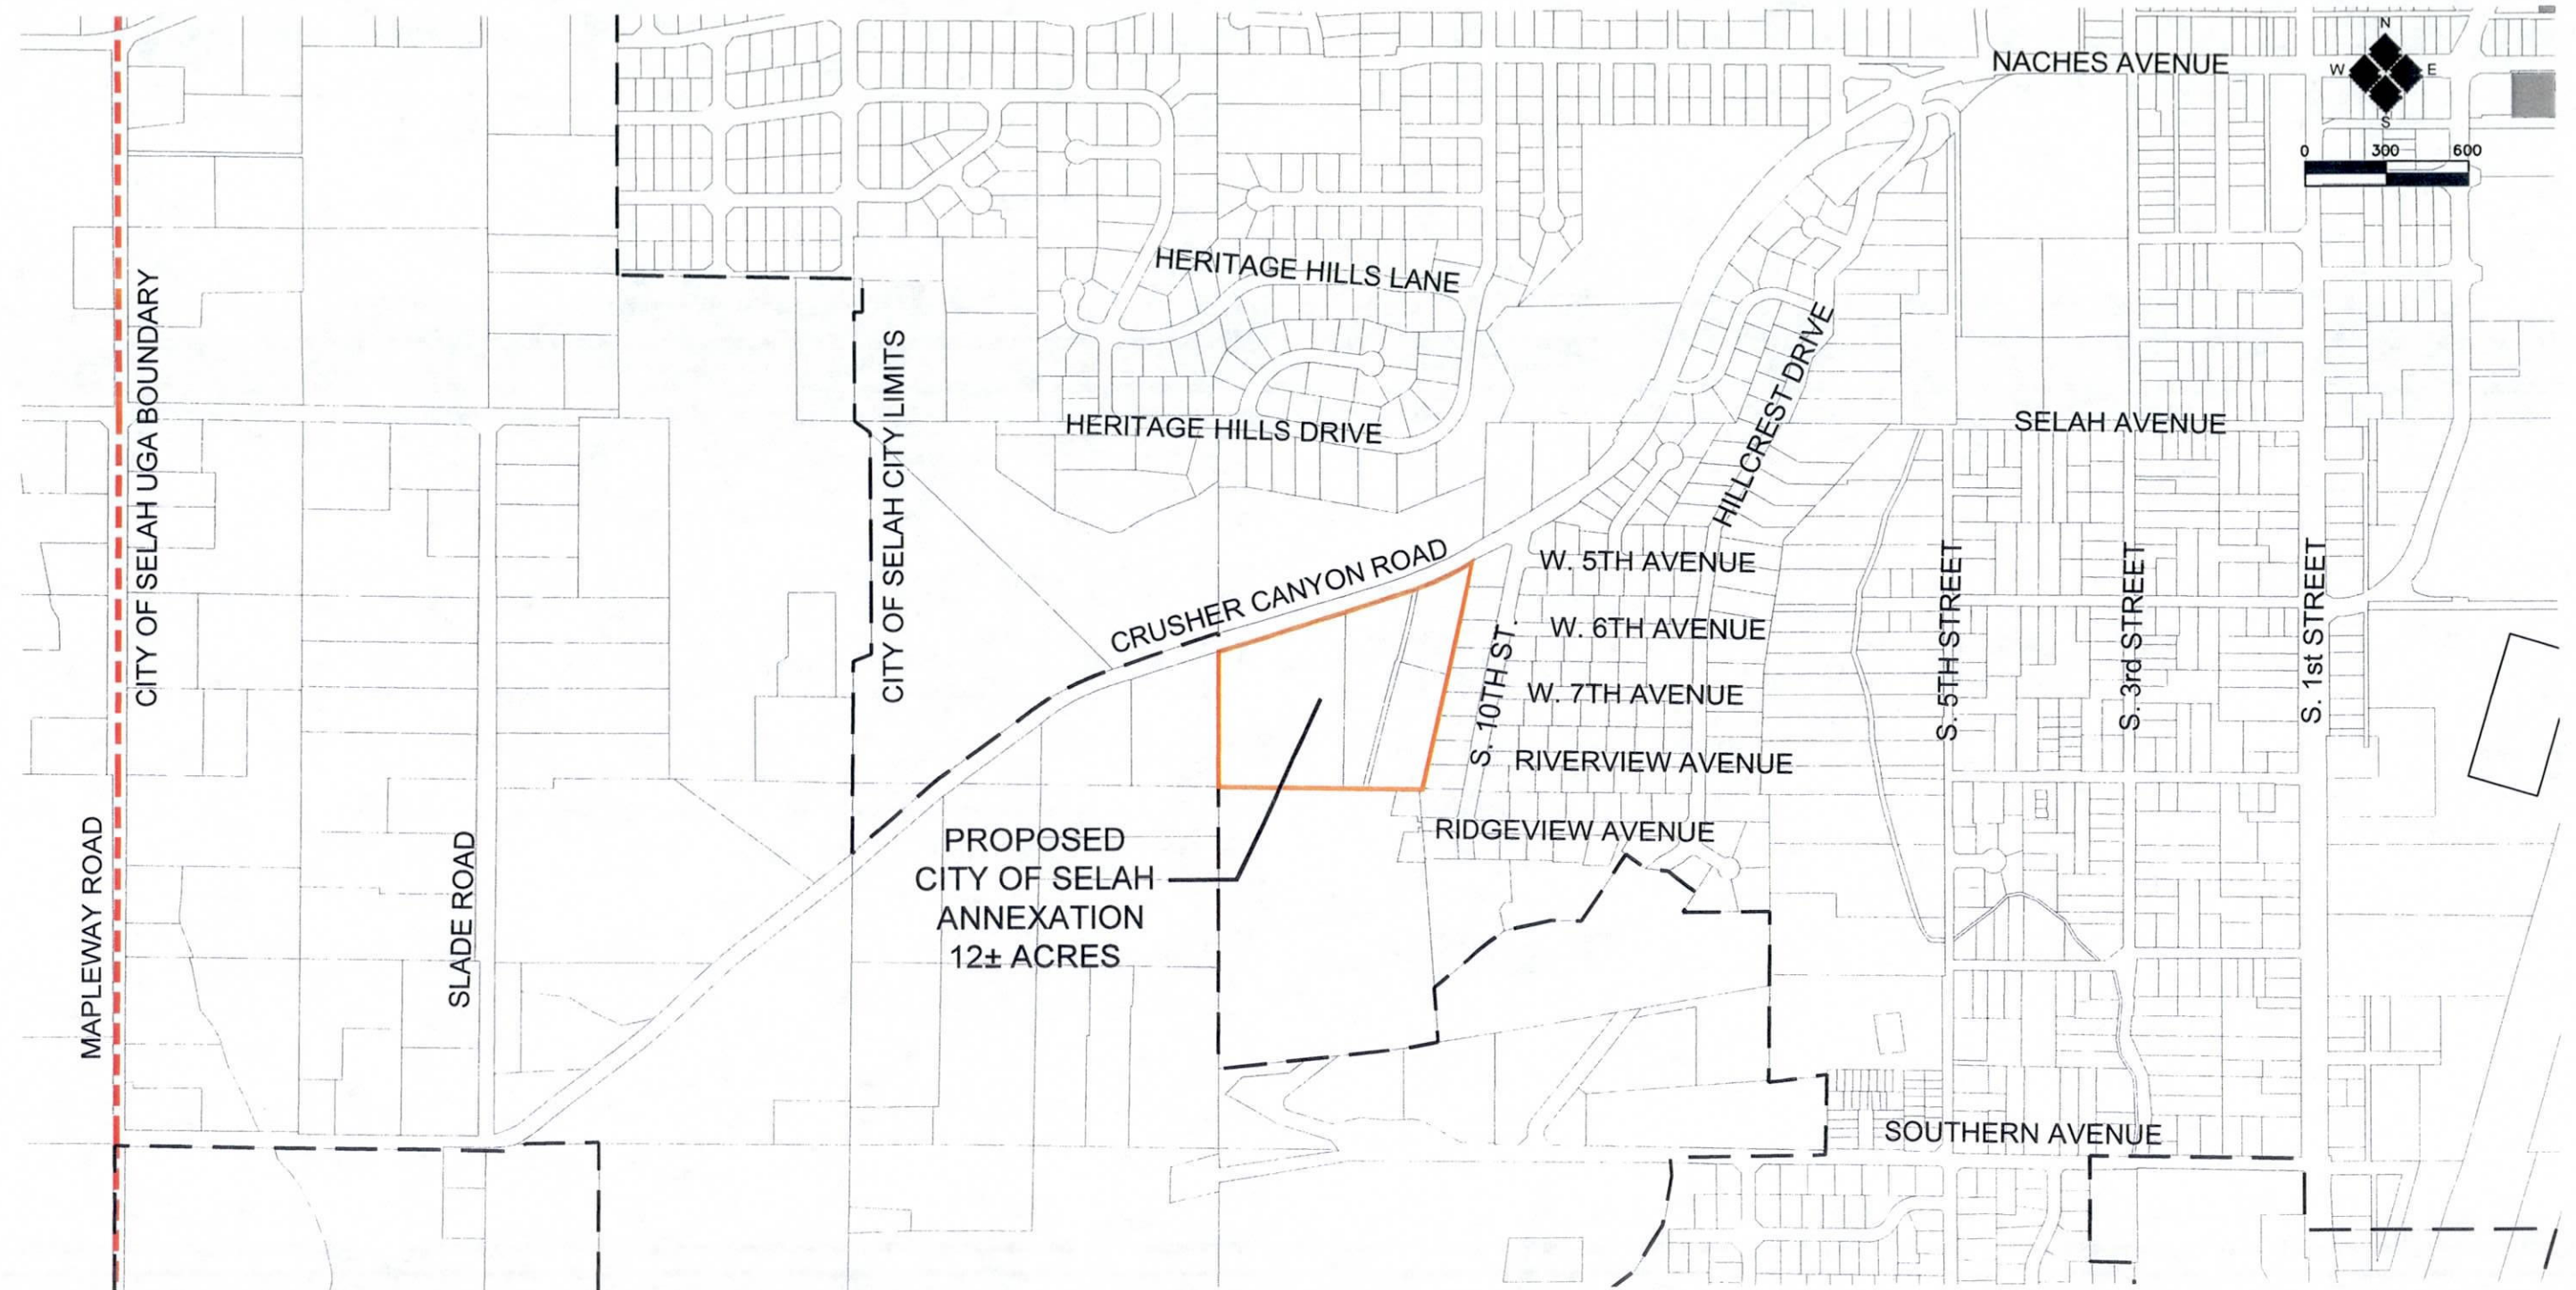 NACHES AVENUE
N
W
E
S
0 300 600
HERITAGE HILLS LANE
CITY OF SELAH UGA BOUNDARY
CITY OF SELAH CITY LIMITS
HERITAGE HILLS DRIVE
HILLCREST DRIVE
SELAH AVENUE
CRUSHER CANYON ROAD
W. 5TH AVENUE
W. 6TH AVENUE
W. 7TH AVENUE
S. 10TH ST.
RIVERVIEW AVENUE
RIDGEVIEW AVENUE
S. 5TH STREET
S. 3rd STREET
S. 1st STREET
MAPLEWAY ROAD
SLADE ROAD
PROPOSED
CITY OF SELAH
ANNEXATION
12± ACRES
SOUTHERN AVENUE